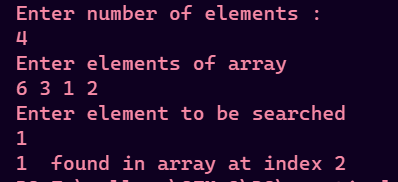 Enter number of elements :
4
Enter elements of array
6 3 1 2
Enter element to be searched
1
1  found in array at index 2